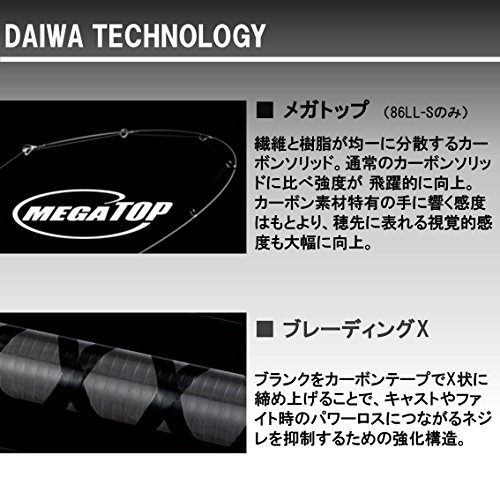 DAIWA TECHNOLOGY
■ メガトップ （86LL-Sのみ）
繊維と樹脂が均一に分散するカー
ボンソリッド。通常のカーボンソリッ
ドに比べ強度が 飛躍的に向上。
カーボン素材特有の手に響く感度
はもとより、穂先に表れる視覚的感
度も大幅に向上。
MEGATOP
■ ブレーディングX
ブランクをカーボンテープでX状に
締め上げることで、キャストやファ
イト時のパワーロスにつながるネジ
レを抑制するための強化構造。